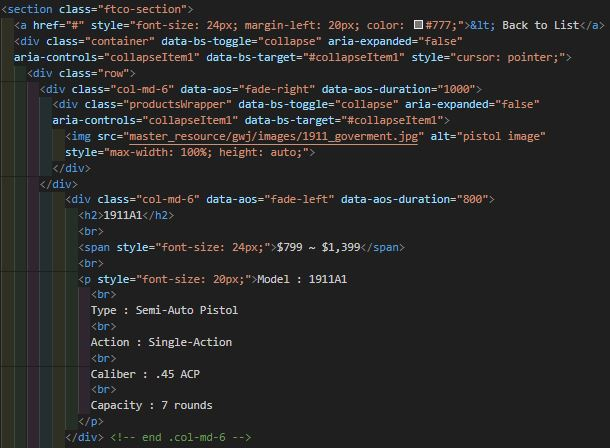 <section class="ftco-section">
<a href="#" style="font-size: 24px; margin-left: 20px; color: #777;">&lt; Back to List</a>
<div class="container" data-bs-toggle="collapse" aria-expanded="false"
aria-controls="collapseItem1" data-bs-target="#collapseItem1" style="cursor: pointer;">
<div class="row">
<div class="col-md-6" data-aos="fade-right" data-aos-duration="1000">
<div class="productsWrapper" data-bs-toggle="collapse" aria-expanded="false"
aria-controls="collapseItem1" data-bs-target="#collapseItem1">
<img src="master_resource/gwj/images/1911_goverment.jpg" alt="pistol image"
style="max-width: 100%; height: auto;">
</div>
</div>
<div class="col-md-6" data-aos="fade-left" data-aos-duration="800">
<h2>1911A1</h2>
<br>
<span style="font-size: 24px;">$799 ~ $1,399</span>
<br>
<p style="font-size: 20px;">Model : 1911A1
<br>
Type : Semi-Auto Pistol
<br>
Action : Single-Action
<br>
Caliber : .45 ACP
<br>
Capacity : 7 rounds
</p>
</div> <!-- end .col-md-6 -->